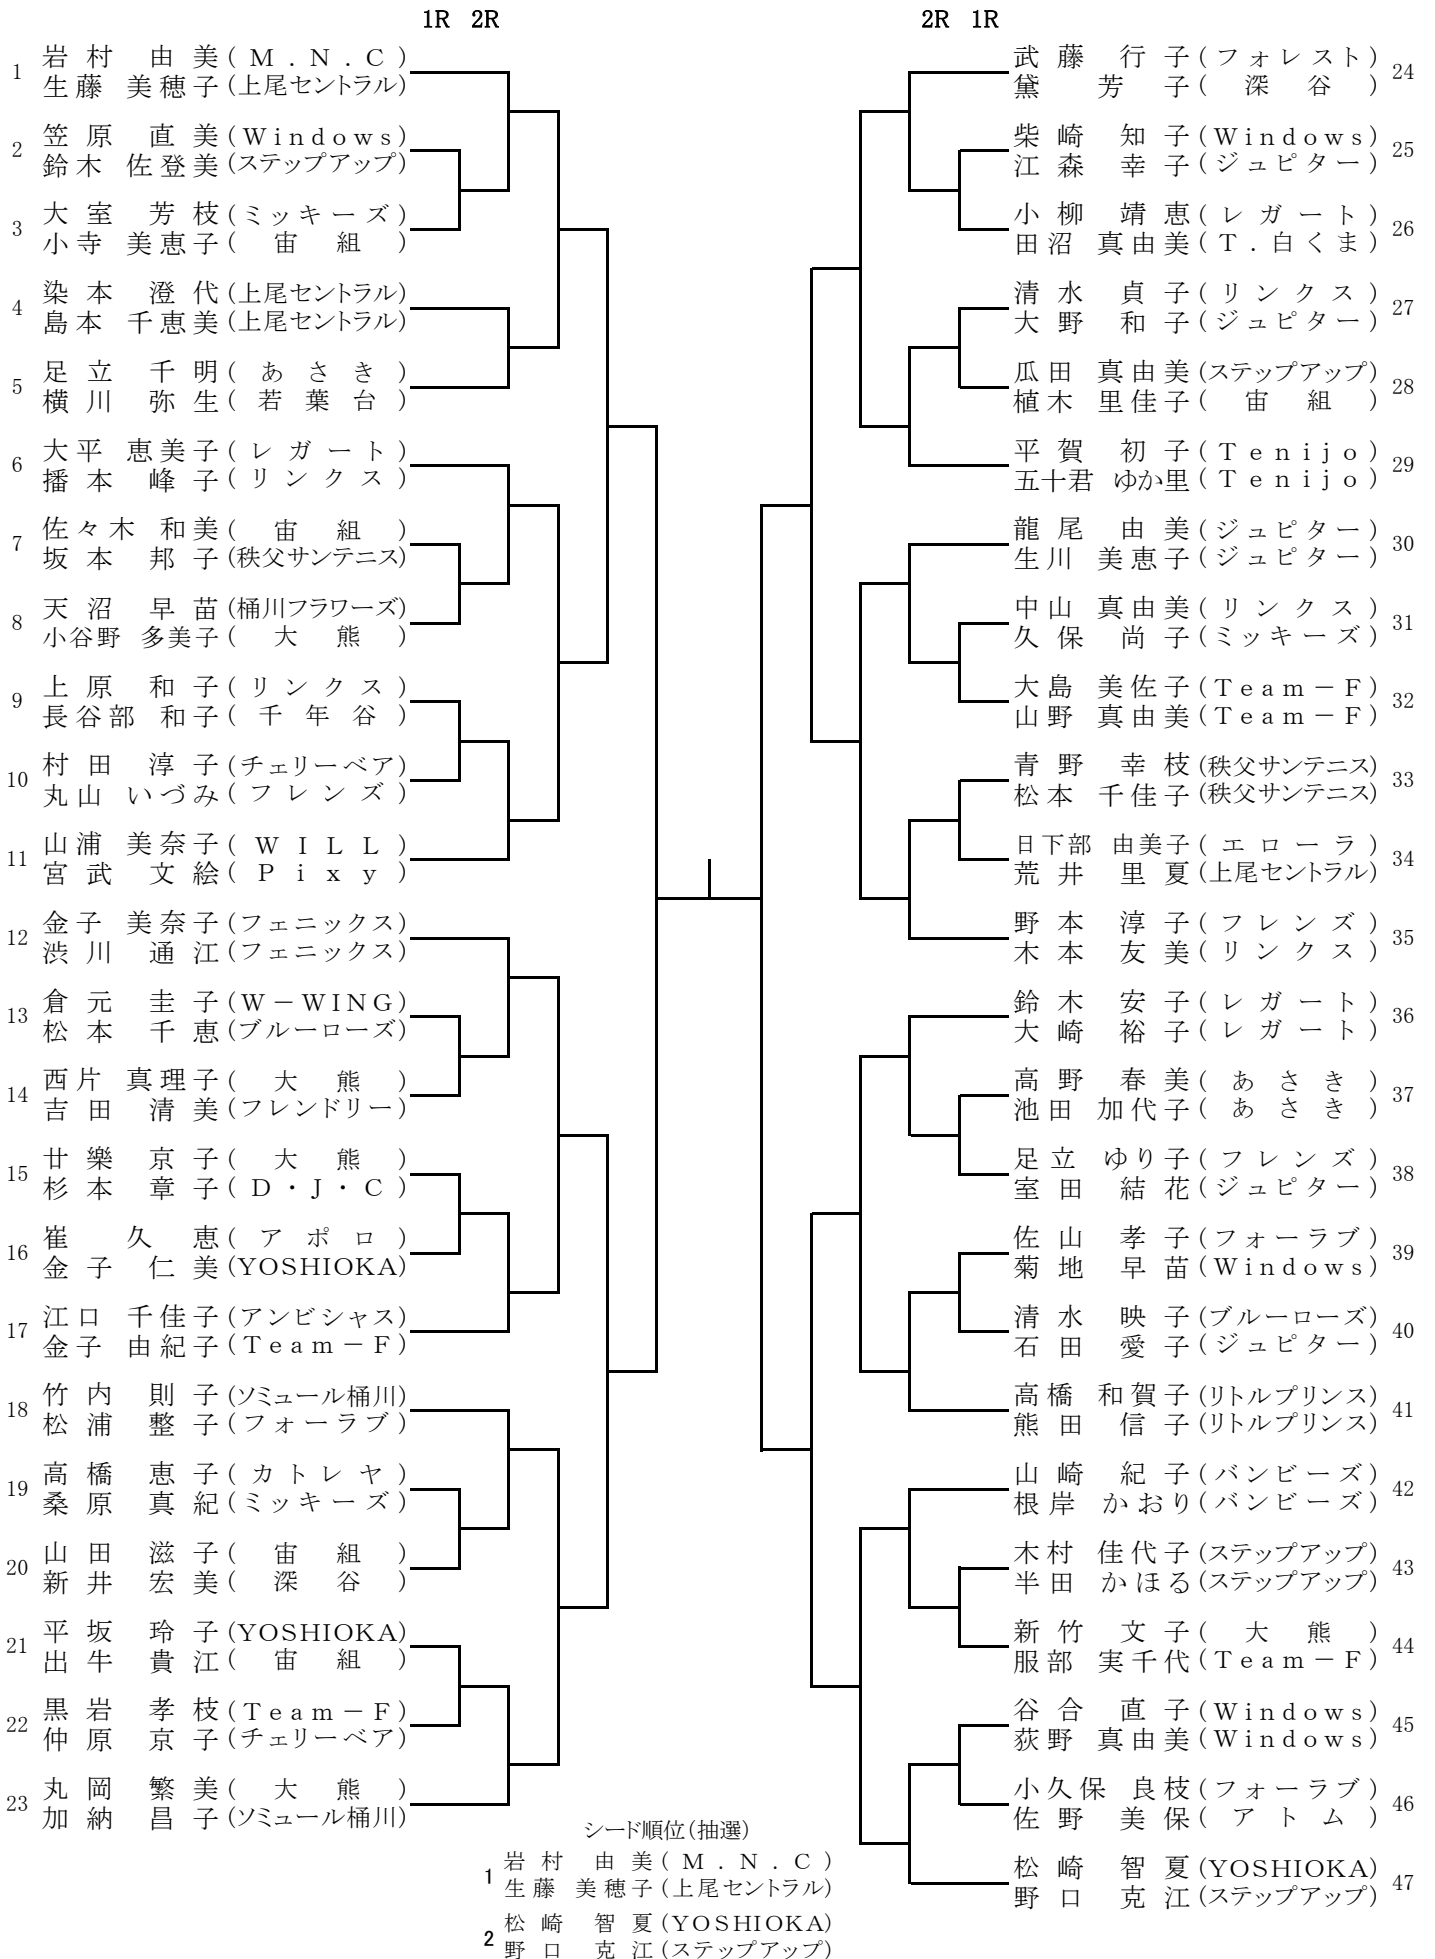 1R 2R
1 岩村 由美(M.N.C)
生藤 美穂子(上尾セントラル)
2 笠原 直美(Windows)
鈴木 佐登美(ステップアップ)
3 大室 芳枝(ミッキーズ)
小寺 美恵子(宙組)
4 染本 澄代(上尾セントラル)
島本 千恵美(上尾セントラル)
5 足立 千明(あさき)
横川 弥生(若葉台)
6 大平 恵美子(レガート)
播本 峰子(リンクス)
7 佐々木 和美(宙組)
坂本 邦子(秩父サンテニス)
8 天沼 早苗(桶川フラワーズ)
小谷野 多美子(大熊)
9 上原 和子(リンクス)
長谷部 和子(千年谷)
10 村田 淳子(チェリーベア)
丸山 いづみ(フレンズ)
11 山浦 美奈子(WILL)
宮武 文絵(Pixy)
12 金子 美奈子(フェニックス)
渋川 通江(フェニックス)
13 倉元 圭子(W－WING)
松本 千恵(ブルーローズ)
14 西片 真理子(大熊)
吉田 清美(フレンドリー)
15 廿樂 京子(大熊)
杉本 章子(D・J・C)
16 崔 久恵(アポロ)
金子 仁美(YOSHIOKA)
17 江口 千佳子(アンビシャス)
金子 由紀子(Team－F)
18 竹内 則子(ソミュール桶川)
松浦 整子(フォーラブ)
19 高橋 恵子(カトレヤ)
桑原 真紀(ミッキーズ)
20 山田 滋子(宙組)
新井 宏美(深谷)
21 平坂 玲子(YOSHIOKA)
出牛 貴江(宙組)
22 黒岩 孝枝(Team－F)
仲原 京子(チェリーベア)
23 丸岡 繁美(大熊)
加納 昌子(ソミュール桶川)
2R 1R
武藤 行子(フォレスト) 24
黛 芳子(深谷)
柴崎 知子(Windows) 25
江森 幸子(ジュピター)
小柳 靖恵(レガート) 26
田沼 真由美(T.白くま)
清水 貞子(リンクス) 27
大野 和子(ジュピター)
瓜田 真由美(ステップアップ) 28
植木 里佳子(宙組)
平賀 初子(Tenijo) 29
五十君 ゆか里(Tenijo)
龍尾 由美(ジュピター) 30
生川 美恵子(ジュピター)
中山 真由美(リンクス) 31
久保 尚子(ミッキーズ)
大島 美佐子(Team－F) 32
山野 真由美(Team－F)
青野 幸枝(秩父サンテニス) 33
松本 千佳子(秩父サンテニス)
日下部 由美子(エローラ) 34
荒井 里夏(上尾セントラル)
野本 淳子(フレンズ) 35
木本 友美(リンクス)
鈴木 安子(レガート) 36
大崎 裕子(レガート)
高野 春美(あさき) 37
池田 加代子(あさき)
足立 ゆり子(フレンズ) 38
室田 結花(ジュピター)
佐山 孝子(フォーラブ) 39
菊地 早苗(Windows)
清水 映子(ブルーローズ) 40
石田 愛子(ジュピター)
高橋 和賀子(リトルプリンス) 41
熊田 信子(リトルプリンス)
山崎 紀子(バンビーズ) 42
根岸 かおり(バンビーズ)
木村 佳代子(ステップアップ) 43
半田 かほる(ステップアップ)
新竹 文子(大熊) 44
服部 実千代(Team－F)
谷合 直子(Windows) 45
荻野 真由美(Windows)
小久保 良枝(フォーラブ) 46
佐野 美保(アトム)
松崎 智夏(YOSHIOKA) 47
野口 克江(ステップアップ)
シード順位(抽選)
1 岩村 由美(M.N.C)
生藤 美穂子(上尾セントラル)
2 松崎 智夏(YOSHIOKA)
野口 克江(ステップアップ)